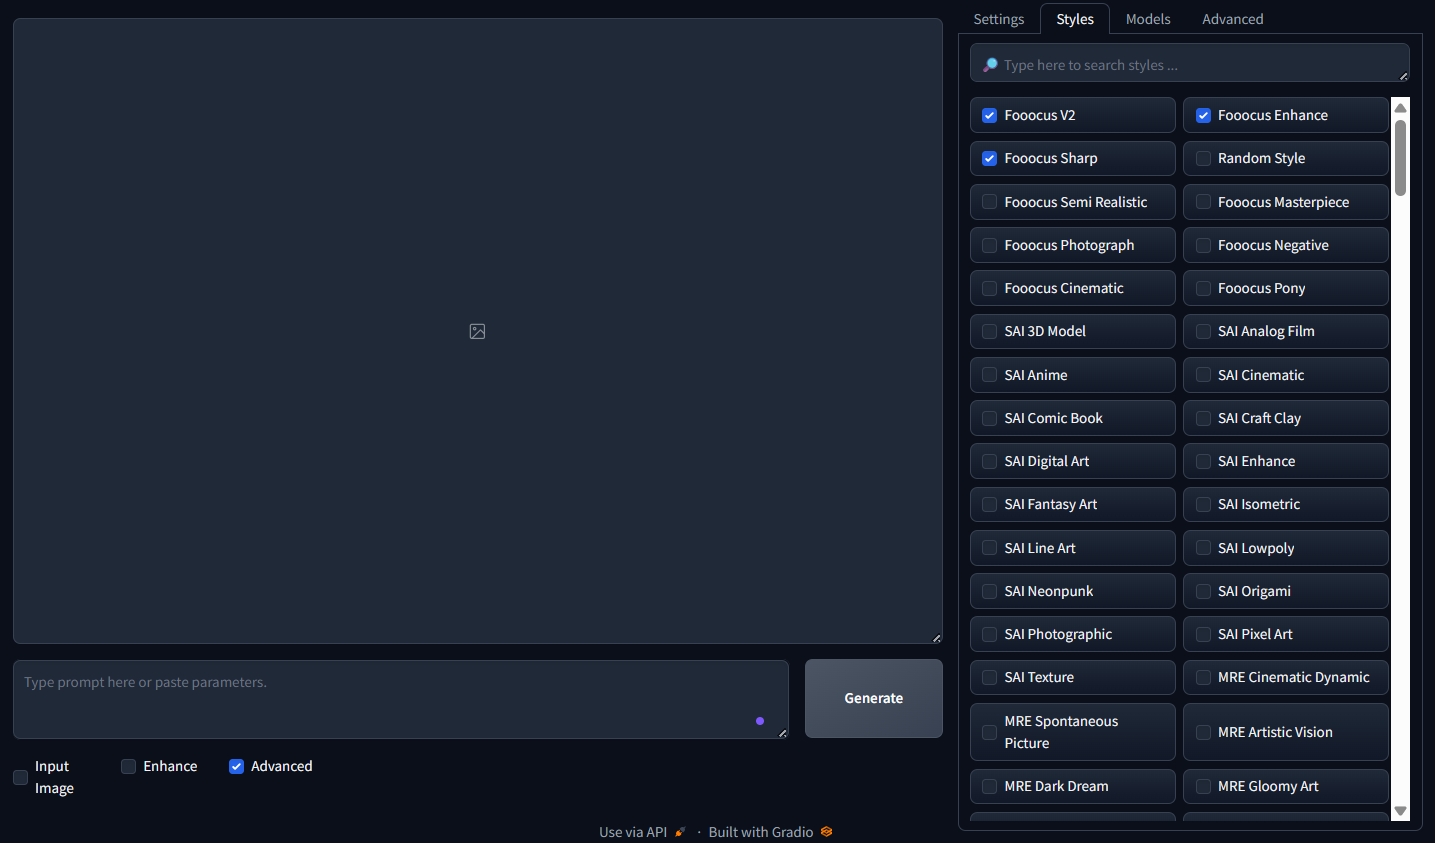 Settings
Styles
Models
Advanced
Type here to search styles ...
Fooocus V2
Fooocus Enhance
Fooocus Sharp
Random Style
Fooocus Semi Realistic
Fooocus Masterpiece
Fooocus Photograph
Fooocus Negative
Fooocus Cinematic
Fooocus Pony
SAI 3D Model
SAI Analog Film
SAI Anime
SAI Cinematic
SAI Comic Book
SAI Craft Clay
SAI Digital Art
SAI Enhance
SAI Fantasy Art
SAI Isometric
SAI Line Art
SAI Lowpoly
SAI Neonpunk
SAI Origami
SAI Photographic
SAI Pixel Art
SAI Texture
MRE Cinematic Dynamic
MRE Spontaneous
Picture
MRE Artistic Vision
MRE Dark Dream
MRE Gloomy Art
Type prompt here or paste parameters.
Generate
Input
Image
Enhance
Advanced
Use via API · Built with Gradio